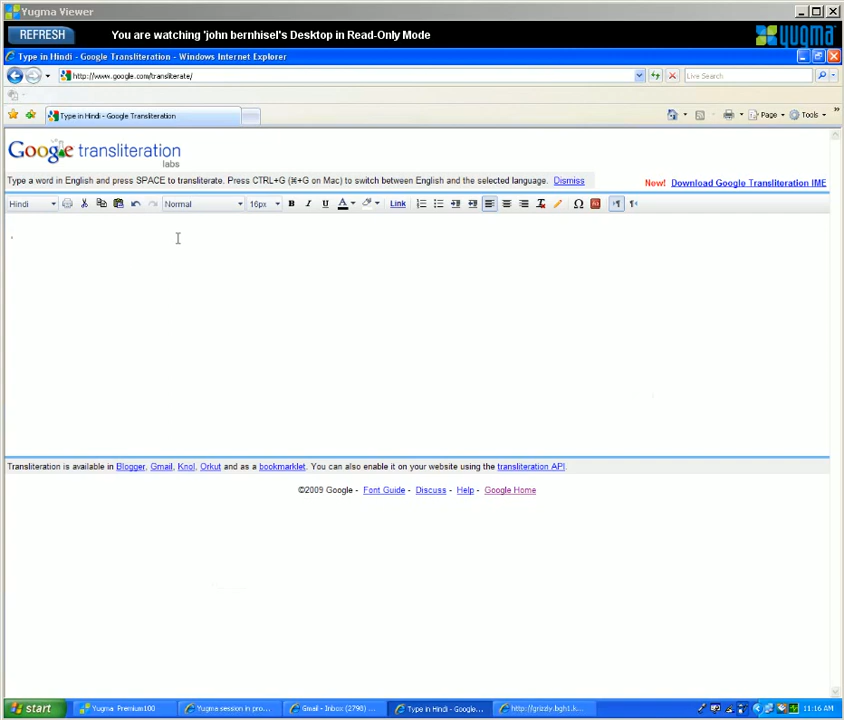 Yugma Viewer
REFRESH
You are watching 'john bernhisel's Desktop in Read-Only Mode
yugma
Type in Hindi - Google Transliteration - Windows Internet Explorer
http://www.google.com/transliterate/
Live Search
Type in Hindi - Google Transliteration
Page
Tools
Google transliteration
labs
Type a word in English and press SPACE to transliterate. Press CTRL+G (⌘+G on Mac) to switch between English and the selected language. Dismiss
New! Download Google Transliteration IME
Hindi
Normal
16px
B I U A
Link
Ω
Transliteration is available in Blogger, Gmail, Knol, Orkut and as a bookmarklet. You can also enable it on your website using the transliteration API.
©2009 Google - Font Guide - Discuss - Help - Google Home
start
Yugma Premium100
Yugma session in pro...
Gmail - Inbox (2798) ...
Type in Hindi - Google...
http://grizzly.bgh1.k...
11:16 AM